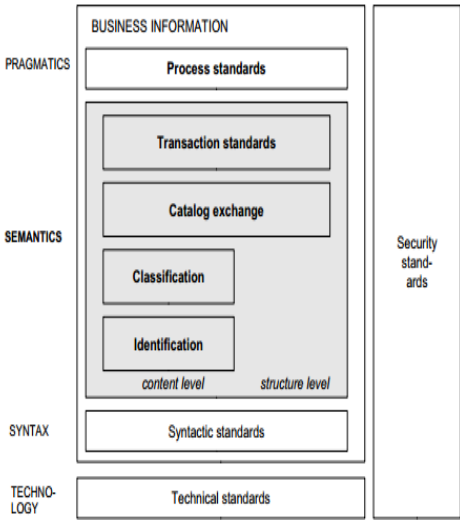 BUSINESS INFORMATION
PRAGMATICS
Process standards
Transaction standards
Catalog exchange
SEMANTICS
Classification
Identification
content level structure level
Security
stand-
ards
SYNTAX
Syntactic standards
TECHNO-
LOGY
Technical standards